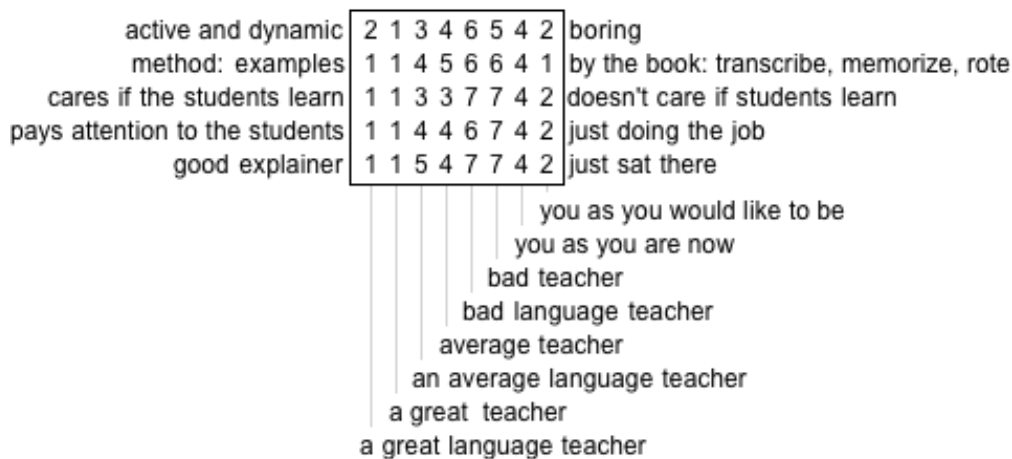 active and dynamic 2 1 3 4 6 5 4 2 boring
method: examples 1 1 4 5 6 6 4 1 by the book: transcribe, memorize, rote
cares if the students learn 1 1 3 3 7 7 4 2 doesn't care if students learn
pays attention to the students 1 1 4 4 6 7 4 2 just doing the job
good explainer 1 1 5 4 7 7 4 2 just sat there
you as you would like to be
you as you are now
bad teacher
bad language teacher
average teacher
an average language teacher
a great teacher
a great language teacher